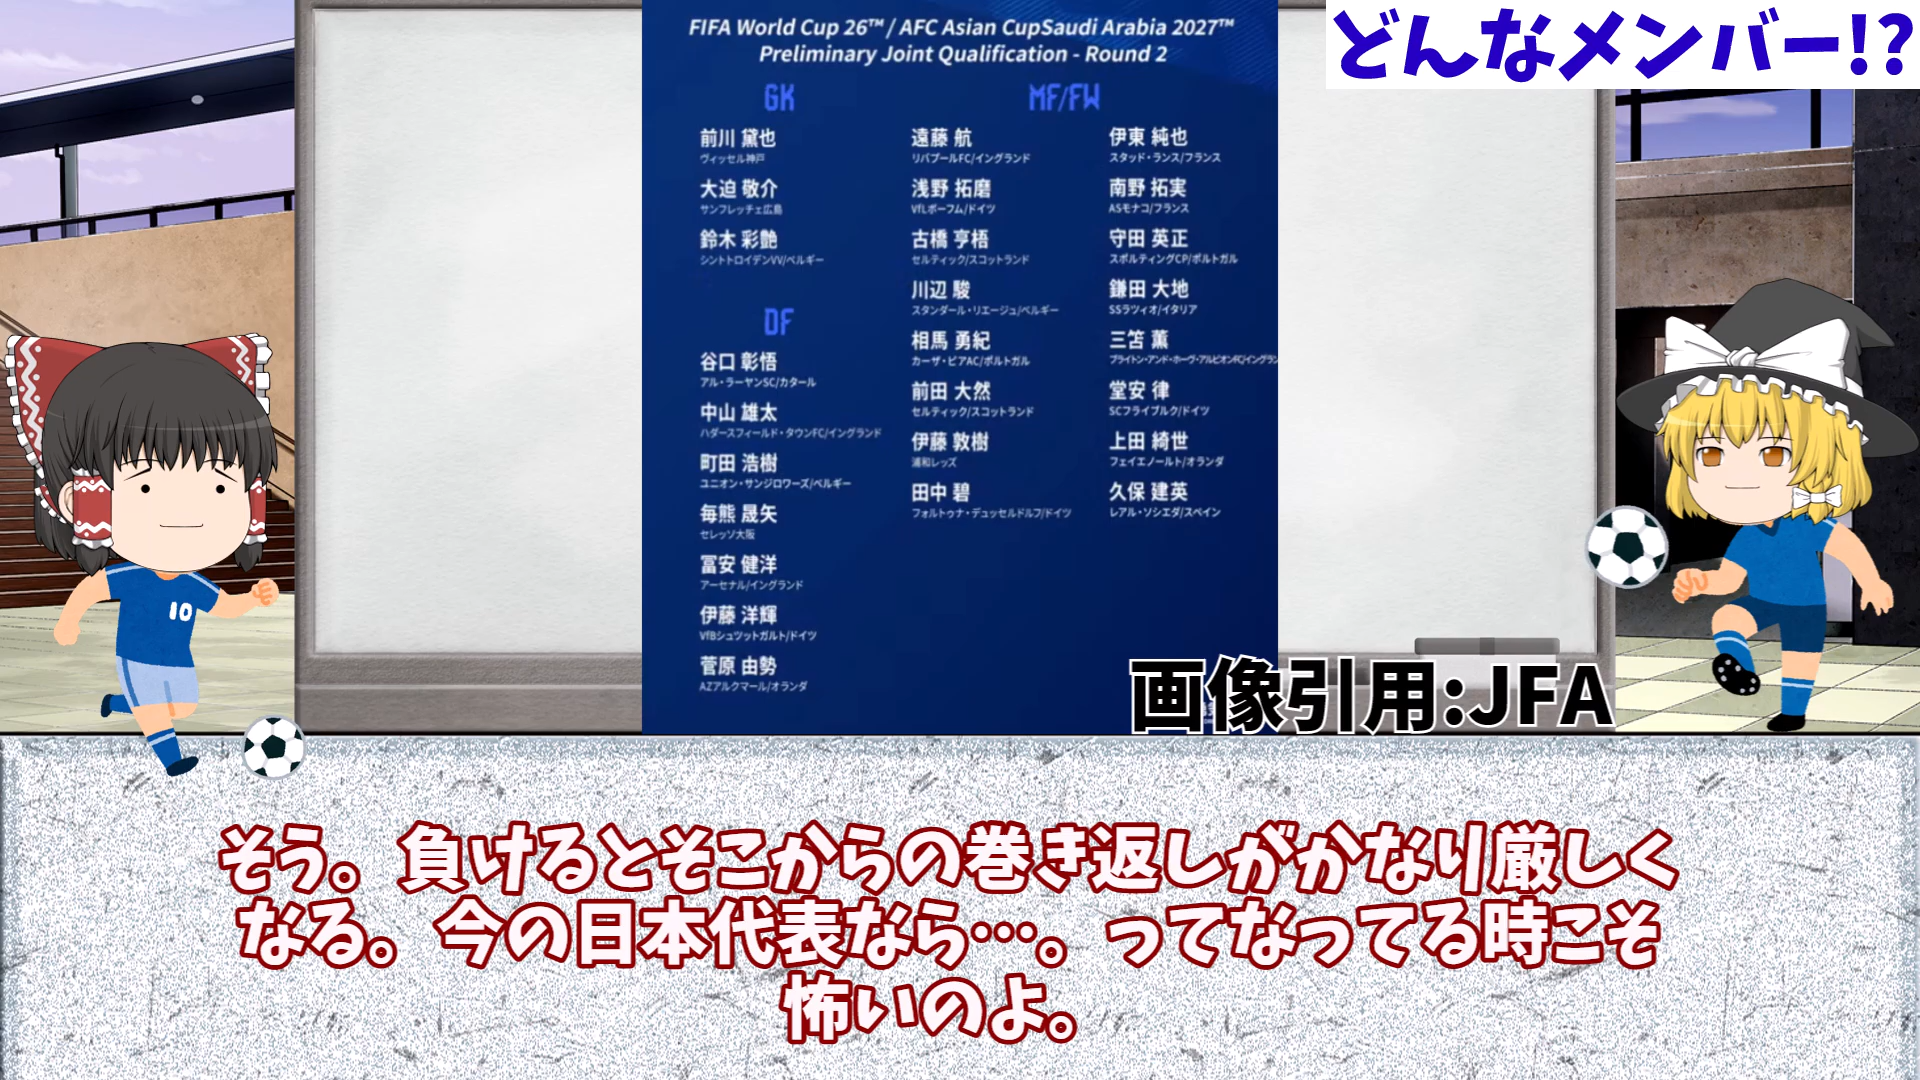 どんなメンバー!?
FIFA World Cup 26™ / AFC Asian CupSaudi Arabia 2027™
Preliminary Joint Qualification - Round 2
GK
前川 黛也
ヴィッセル神戸
大迫 敬介
サンフレッチェ広島
鈴木 彩艶
シントトロイデンVV/ベルギー
DF
谷口 彰悟
アル・ラーヤンSC/カタール
中山 雄太
ハダースフィールド・タウンFC/イングランド
町田 浩樹
ユニオン・サンジロワーズ/ベルギー
毎熊 晟矢
セレッソ大阪
冨安 健洋
アーセナル/イングランド
伊藤 洋輝
VfBシュツットガルト/ドイツ
菅原 由勢
AZアルクマール/オランダ
MF/FW
遠藤 航
リバプールFC/イングランド
浅野 拓磨
VfLボーフム/ドイツ
古橋 亨梧
セルティック/スコットランド
川辺 駿
スタンダール・リエージュ/ベルギー
相馬 勇紀
カーザ・ピアAC/ポルトガル
前田 大然
セルティック/スコットランド
伊藤 敦樹
浦和レッズ
田中 碧
フォルトゥナ・デュッセルドルフ/ドイツ
伊東 純也
スタッド・ランス/フランス
南野 拓実
ASモナコ/フランス
守田 英正
スポルティングCP/ポルトガル
鎌田 大地
SSラツィオ/イタリア
三笘 薫
ブライトン・アンド・ホーヴ・アルビオンFC/イングラン
堂安 律
SCフライブルク/ドイツ
上田 綺世
フェイエノールト/オランダ
久保 建英
レアル・ソシエダ/スペイン
画像引用:JFA
10
そう。負けるとそこからの巻き返しがかなり厳しく
なる。今の日本代表なら…。ってなってる時こそ
怖いのよ。